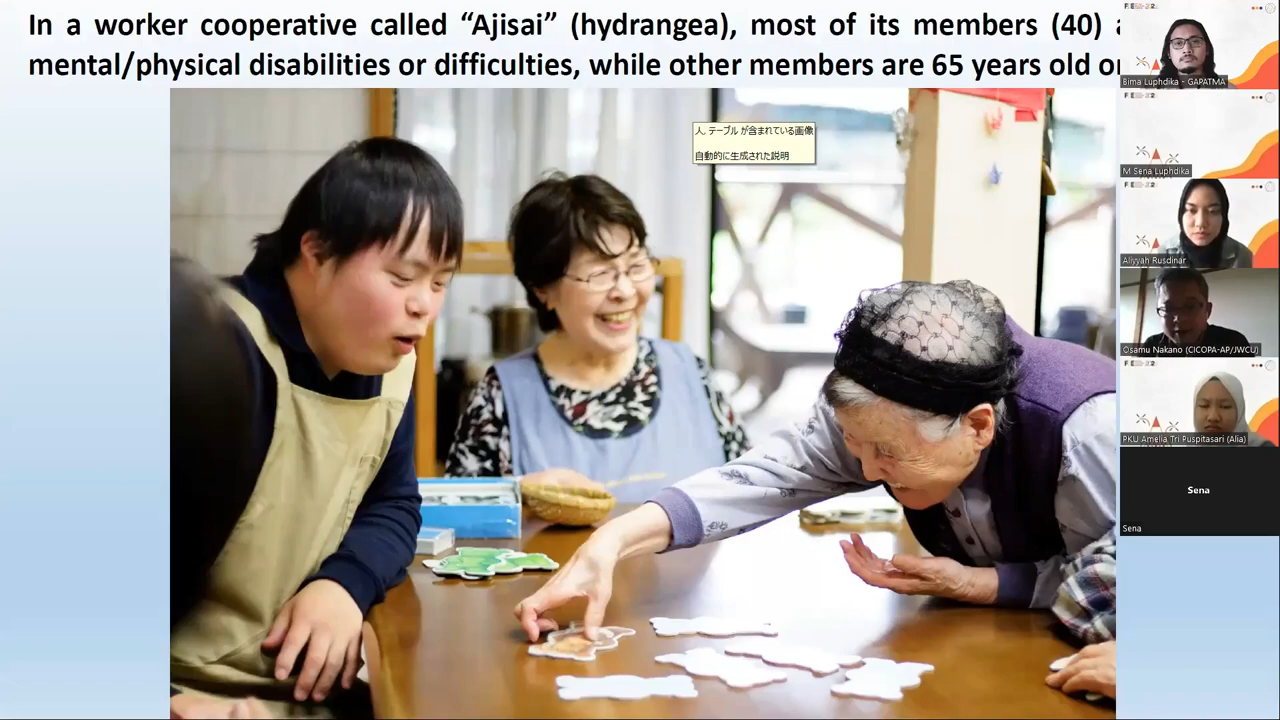 In a worker cooperative called “Ajisai” (hydrangea), most of its members (40) a
mental/physical disabilities or difficulties, while other members are 65 years old or
人, テーブル が含まれている画像
自動的に生成された説明
Bima Luphdika - GAPATMA
M Sena Luphdika
Aliyyah Rusdinar
Osamu Nakano (CICOPA-AP/JWCU)
PKU Amelia Tri Puspitasari (Alia)
Sena
Sena